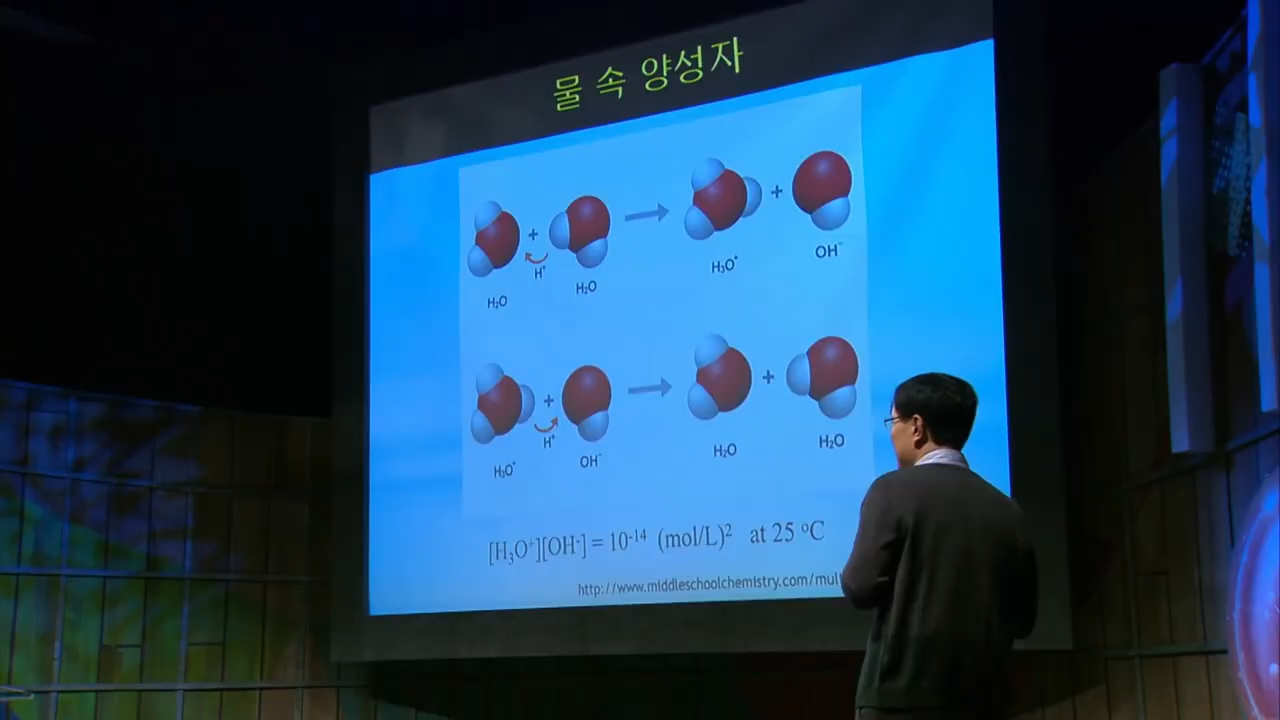 물 속 양성자
+ +
H⁺
H₂O H₂O H₃O⁺ OH⁻
+ +
H⁺
H₃O⁺ OH⁻ H₂O H₂O
[H₃O⁺][OH⁻] = 10⁻¹⁴ (mol/L)² at 25 ºC
http://www.middleschoolchemistry.com/mul